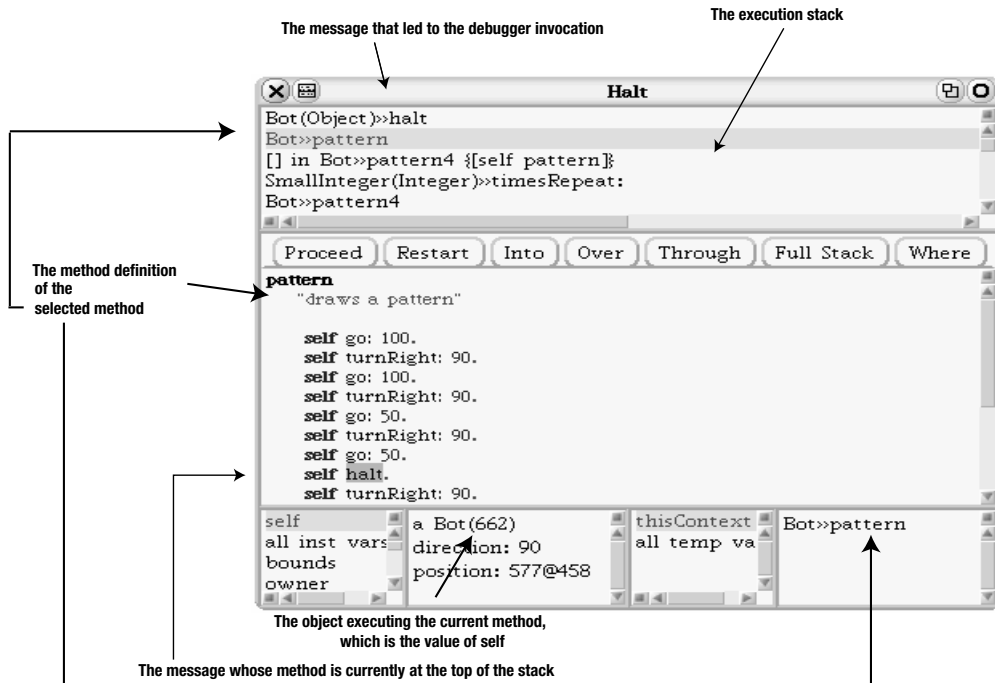 The message that led to the debugger invocation
The execution stack
Halt
Bot(Object)»halt
Bot»pattern
[] in Bot»pattern4 {[self pattern]}
SmallInteger(Integer)»timesRepeat:
Bot»pattern4
Proceed Restart Into Over Through Full Stack Where
The method definition
of the
selected method
pattern
"draws a pattern"
self go: 100.
self turnRight: 90.
self go: 100.
self turnRight: 90.
self go: 50.
self turnRight: 90.
self go: 50.
self halt.
self turnRight: 90.
self
all inst vars
bounds
owner
a Bot(662)
direction: 90
position: 577@458
thisContext
all temp va
Bot»pattern
The object executing the current method,
which is the value of self
The message whose method is currently at the top of the stack